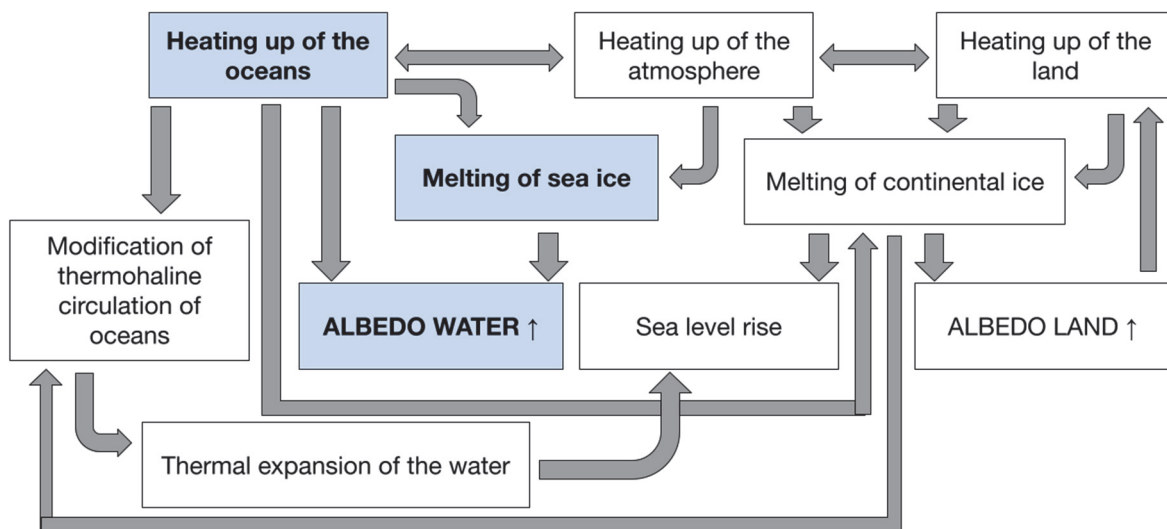 Heating up of the
oceans
Heating up of the
atmosphere
Heating up of the
land
Melting of sea ice
Melting of continental ice
Modification of
thermohaline
circulation of
oceans
ALBEDO WATER ↑
Sea level rise
ALBEDO LAND ↑
Thermal expansion of the water